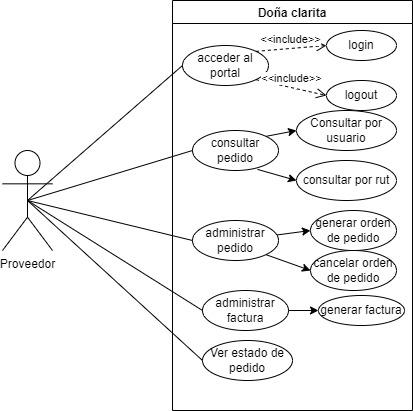 Doña clarita
acceder al
portal
<<include>>
login
<<include>>
logout
consultar
pedido
Consultar por
usuario
consultar por rut
administrar
pedido
generar orden
de pedido
cancelar orden
de pedido
administrar
factura
generar factura
Ver estado de
pedido
Proveedor